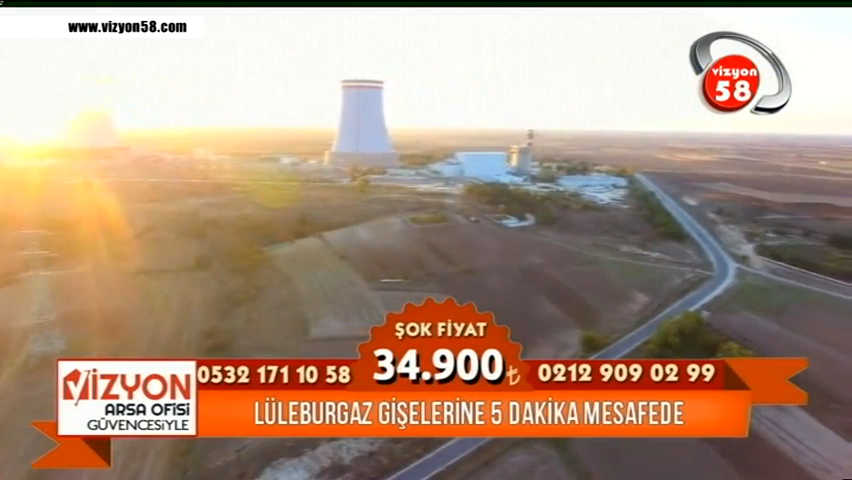 www.vizyon58.com
vizyon
58
ŞOK FİYAT
34.900₺
0532 171 10 58
0212 909 02 99
VİZYON
ARSA OFİSİ
GÜVENCESİYLE
LÜLEBURGAZ GİŞELERİNE 5 DAKİKA MESAFEDE